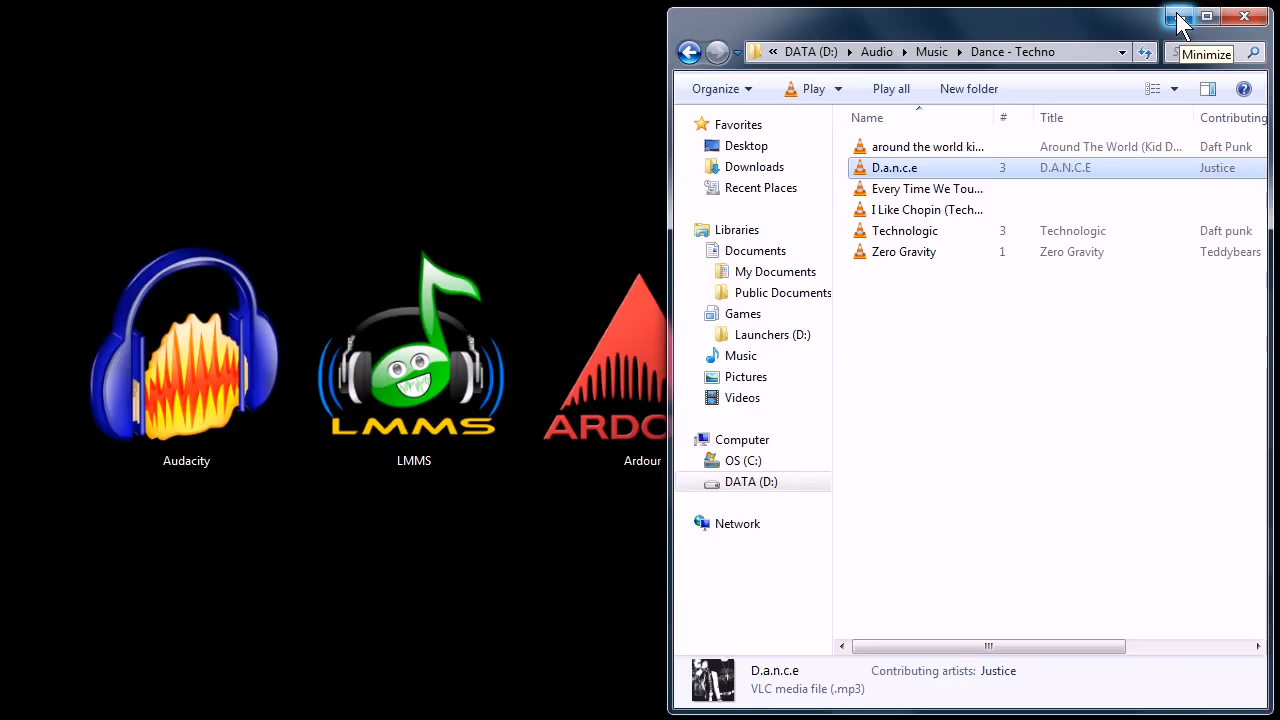 Minimize
« DATA (D:) Audio Music Dance - Techno
Organize Play Play all New folder
Name # Title Contributing
around the world ki... Around The World (Kid D... Daft Punk
D.a.n.c.e 3 D.A.N.C.E Justice
Every Time We Tou...
I Like Chopin (Tech...
Technologic 3 Technologic Daft punk
Zero Gravity 1 Zero Gravity Teddybears
Favorites
Desktop
Downloads
Recent Places
Libraries
Documents
My Documents
Public Documents
Games
Launchers (D:)
Music
Pictures
Videos
Computer
OS (C:)
DATA (D:)
Network
LMMS
ARDO
Audacity
LMMS
Ardour
D.a.n.c.e Contributing artists: Justice
VLC media file (.mp3)